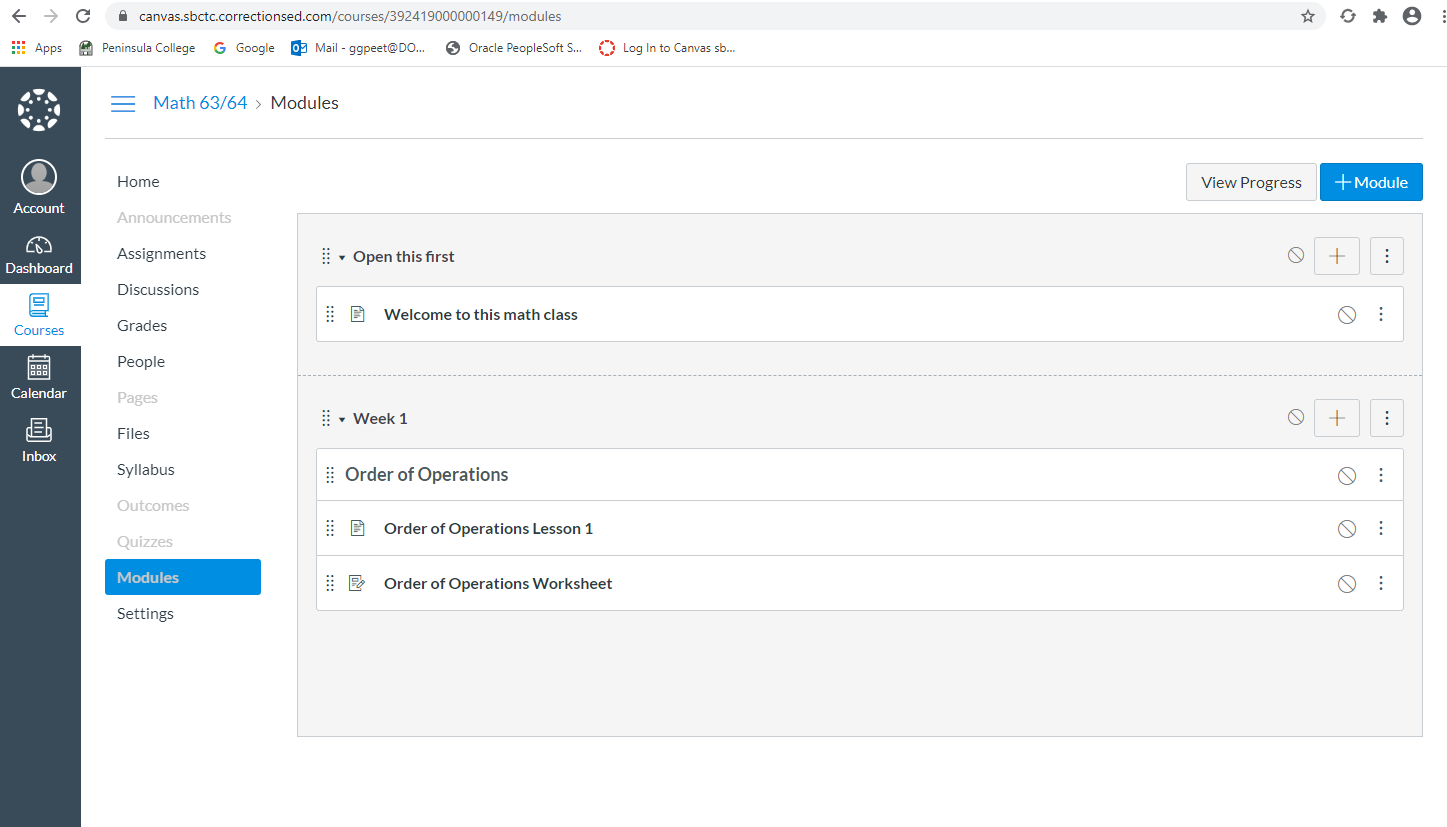 canvas.sbctc.correctionsed.com/courses/392419000000149/modules
Apps Peninsula College Google Mail - ggpeet@DO... Oracle PeopleSoft S... Log In to Canvas sb...
Math 63/64 › Modules
Account
Dashboard
Courses
Calendar
Inbox
Home
Announcements
Assignments
Discussions
Grades
People
Pages
Files
Syllabus
Outcomes
Quizzes
Modules
Settings
View Progress + Module
Open this first
Welcome to this math class
Week 1
Order of Operations
Order of Operations Lesson 1
Order of Operations Worksheet